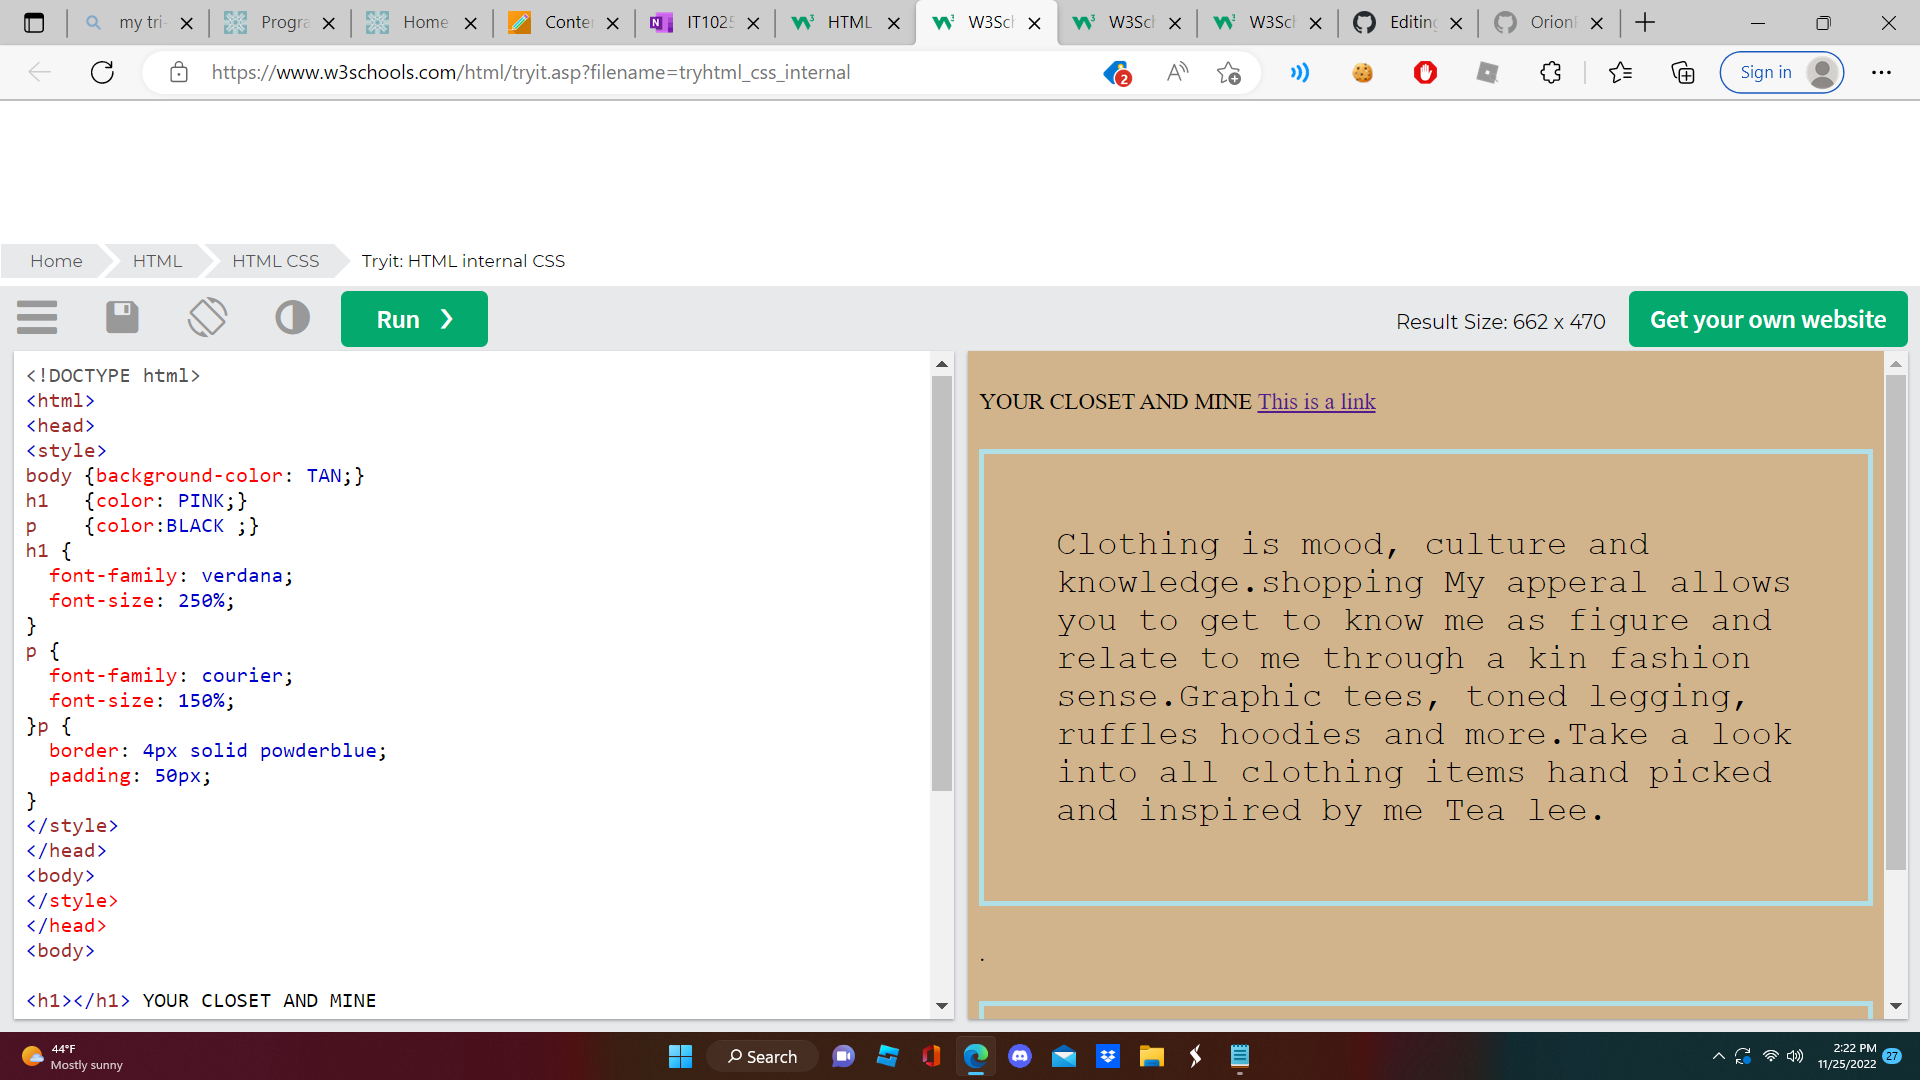 my tri
Progra
Home
Conte
IT1025
HTML
W3Sch
W3Sch
W3Sch
Editing
Orion
https://www.w3schools.com/html/tryit.asp?filename=tryhtml_css_internal
2
Sign in
Home
HTML
HTML CSS
Tryit: HTML internal CSS
Run ❯
Result Size: 662 x 470
Get your own website
<!DOCTYPE html>
<html>
<head>
<style>
body {background-color: TAN;}
h1   {color: PINK;}
p    {color:BLACK ;}
h1 {
  font-family: verdana;
  font-size: 250%;
}
p {
  font-family: courier;
  font-size: 150%;
}p {
  border: 4px solid powderblue;
  padding: 50px;
}
</style>
</head>
<body>
</style>
</head>
<body>
<h1></h1> YOUR CLOSET AND MINE
YOUR CLOSET AND MINE This is a link
Clothing is mood, culture and
knowledge.shopping My apperal allows
you to get to know me as figure and
relate to me through a kin fashion
sense.Graphic tees, toned legging,
ruffles hoodies and more.Take a look
into all clothing items hand picked
and inspired by me Tea lee.
.
44°F
Mostly sunny
Search
2:22 PM
11/25/2022
27